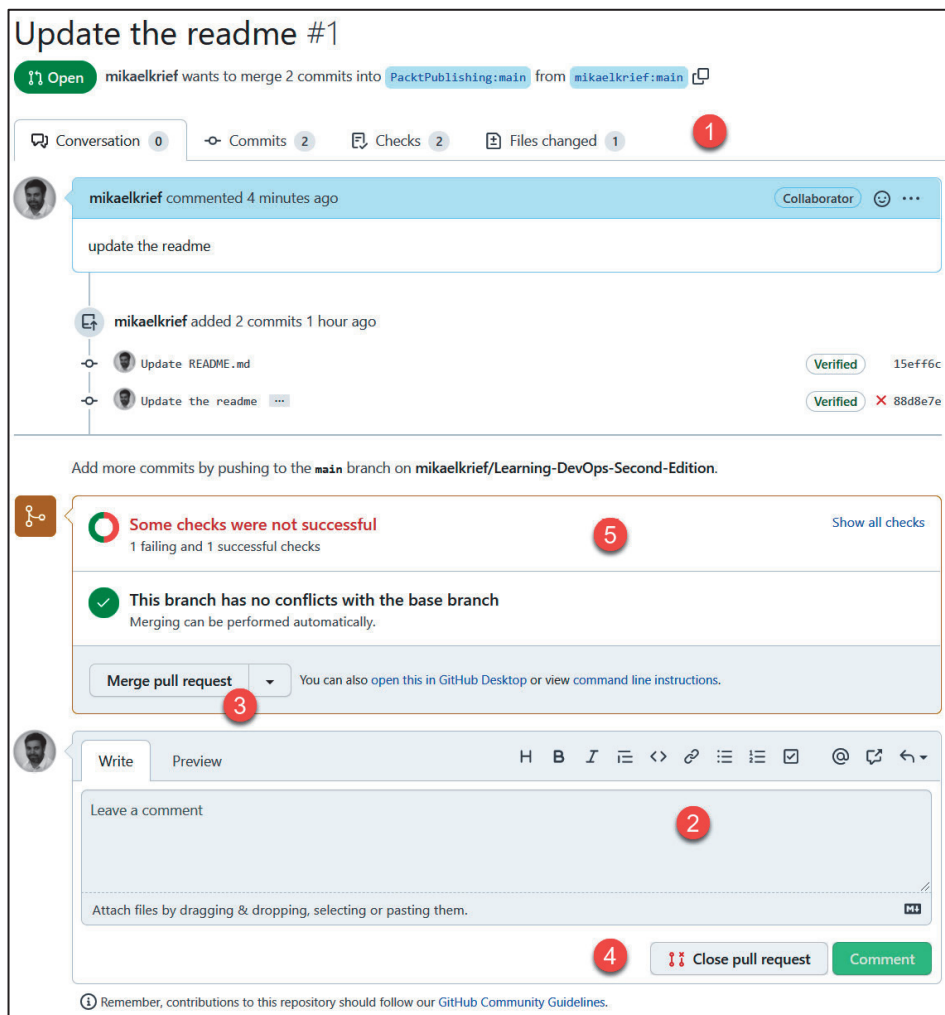 Update the readme #1
Open mikaelkrief wants to merge 2 commits into PacktPublishing:main from mikaelkrief:main
Conversation 0 Commits 2 Checks 2 Files changed 1 1
mikaelkrief commented 4 minutes ago Collaborator ...
update the readme
mikaelkrief added 2 commits 1 hour ago
Update README.md Verified 15eff6c
Update the readme ... Verified 88d8e7e
Add more commits by pushing to the main branch on mikaelkrief/Learning-DevOps-Second-Edition.
Some checks were not successful 5 Show all checks
1 failing and 1 successful checks
This branch has no conflicts with the base branch
Merging can be performed automatically.
Merge pull request You can also open this in GitHub Desktop or view command line instructions.
3
Write Preview H B I @
Leave a comment 2
Attach files by dragging & dropping, selecting or pasting them. M
4 Close pull request Comment
Remember, contributions to this repository should follow our GitHub Community Guidelines.